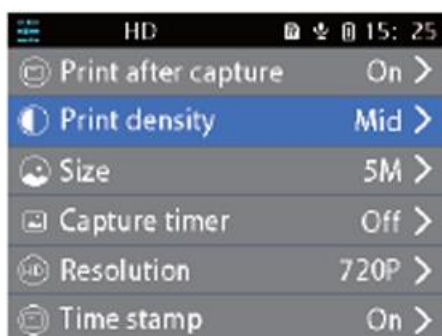 HD 15: 25
Print after capture On >
Print density Mid >
Size 5M >
Capture timer Off >
Resolution 720P >
Time stamp On >